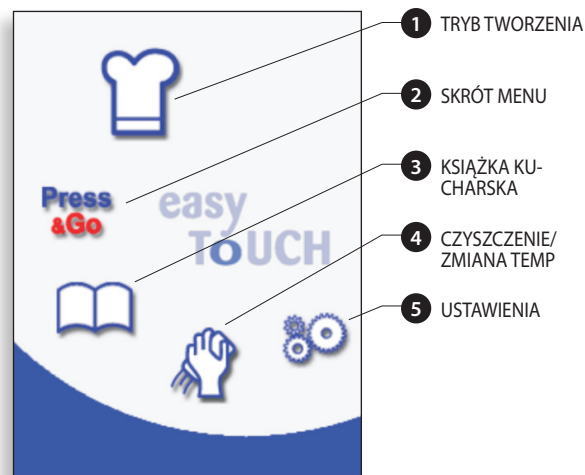 1 TRYB TWORZENIA
2 SKRÓT MENU
3 KSIĄŻKA KU-
CHARSKA
4 CZYSZCZENIE/
ZMIANA TEMP
5 USTAWIENIA
Press
&Go
easy
ToUCH